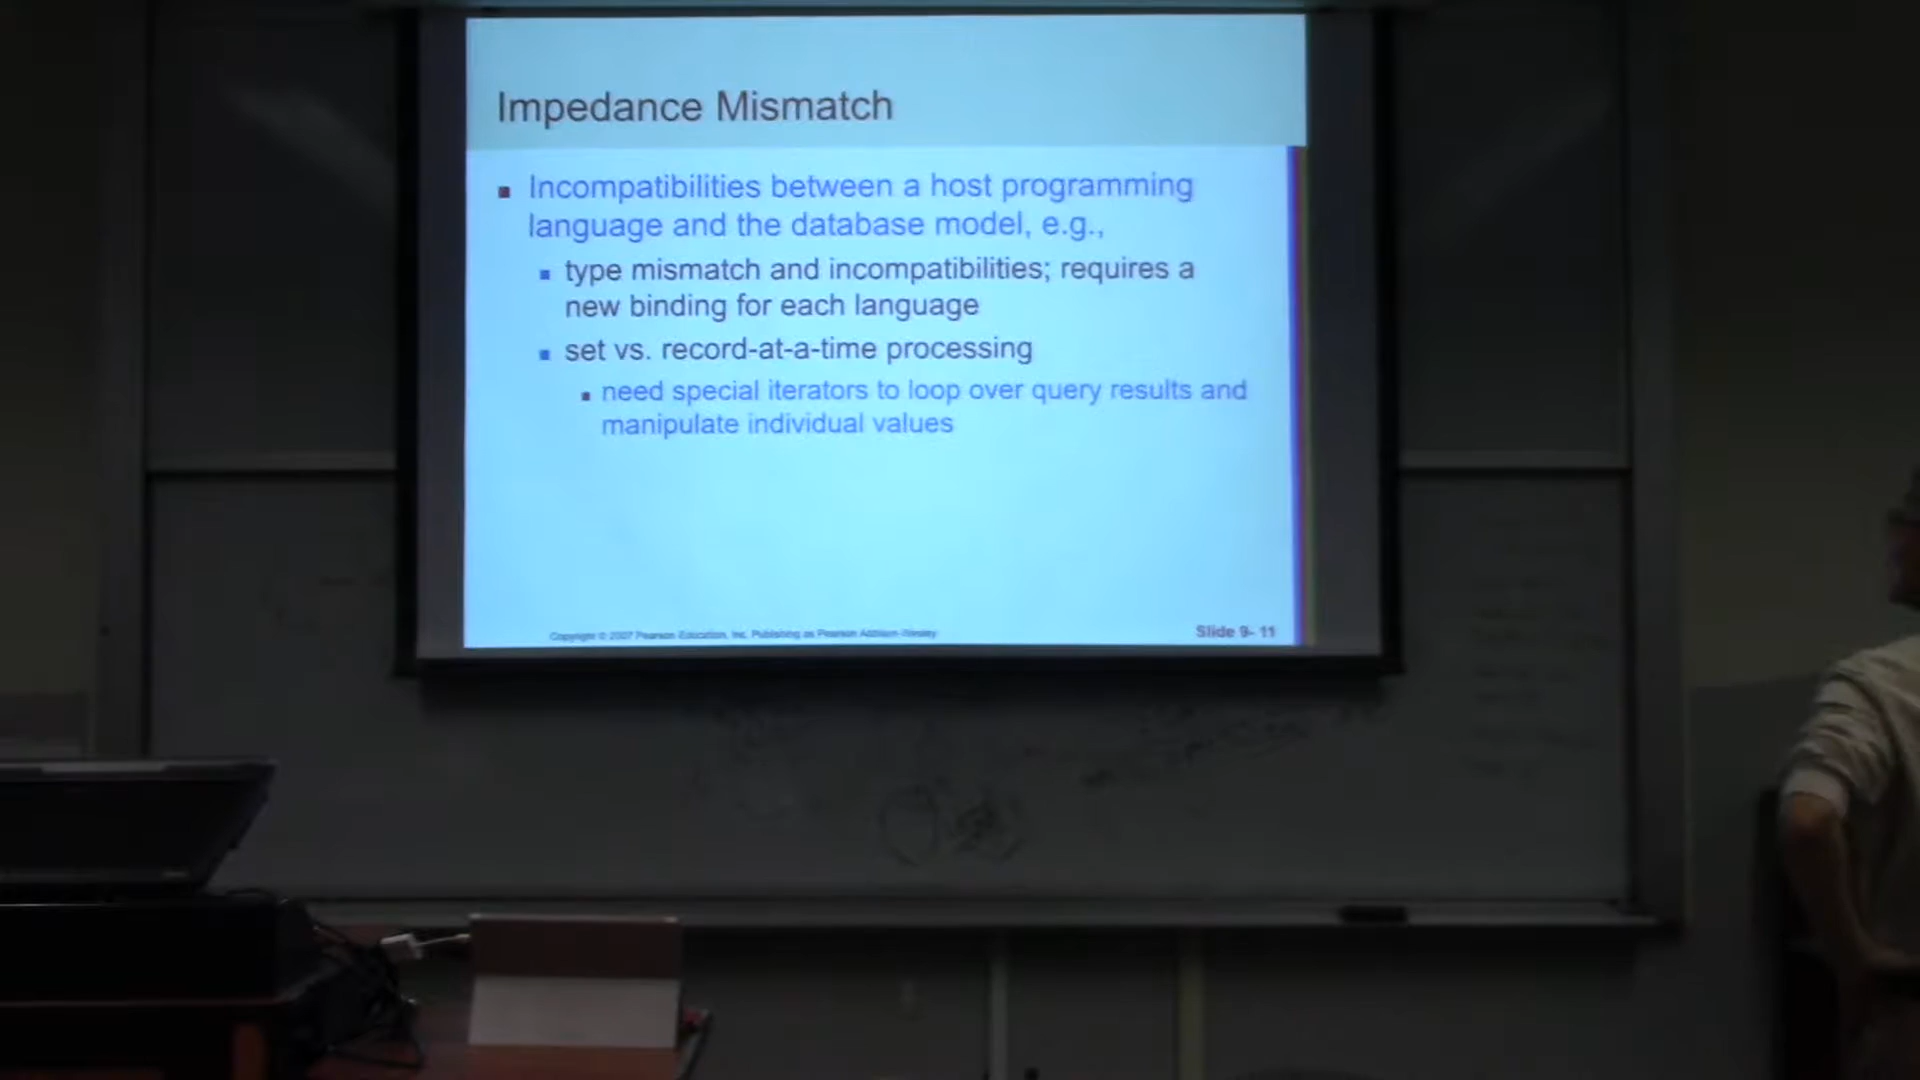 Impedance Mismatch
Incompatibilities between a host programming
language and the database model, e.g.,
type mismatch and incompatibilities; requires a
new binding for each language
set vs. record-at-a-time processing
need special iterators to loop over query results and
manipulate individual values
Copyright © 2007 Pearson Education, Inc. Publishing as Pearson Addison-Wesley
Slide 9- 11